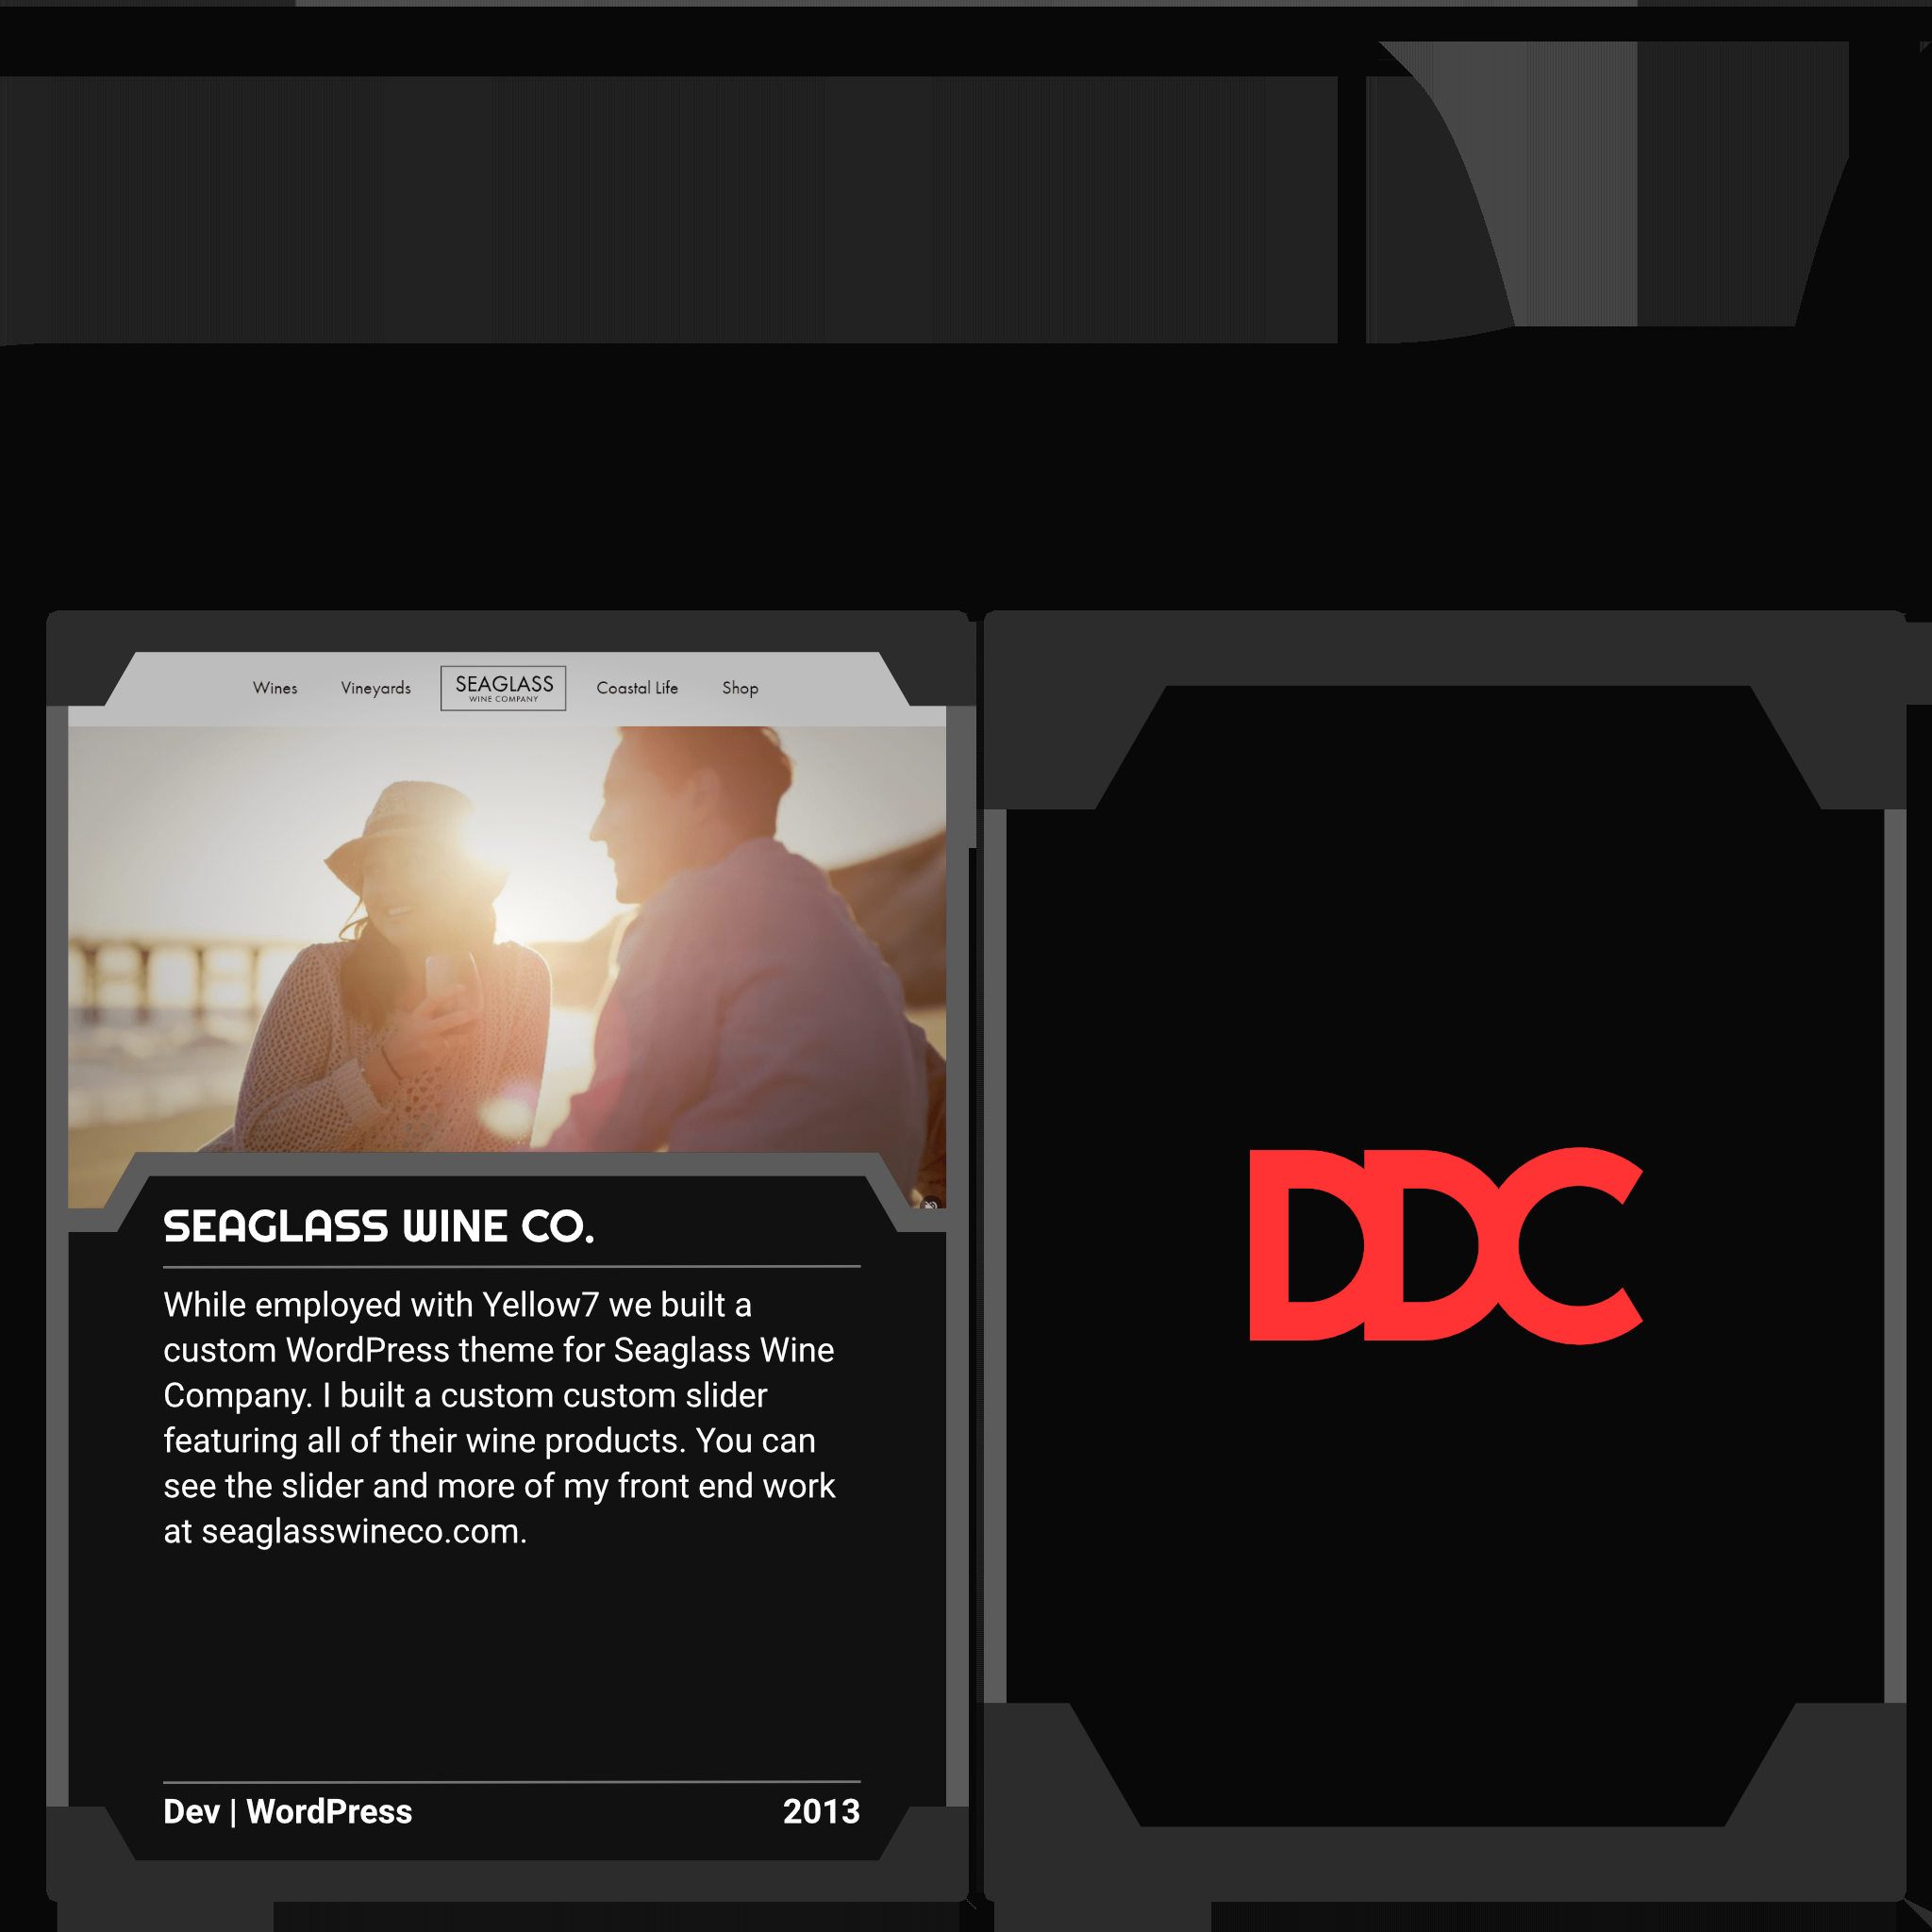 Wines Vineyards SEAGLASS Coastal Life Shop
WINE COMPANY
SEAGLASS WINE CO.
While employed with Yellow7 we built a
custom WordPress theme for Seaglass Wine
Company. I built a custom custom slider
featuring all of their wine products. You can
see the slider and more of my front end work
at seaglasswineco.com.
Dev | WordPress 2013
DDC